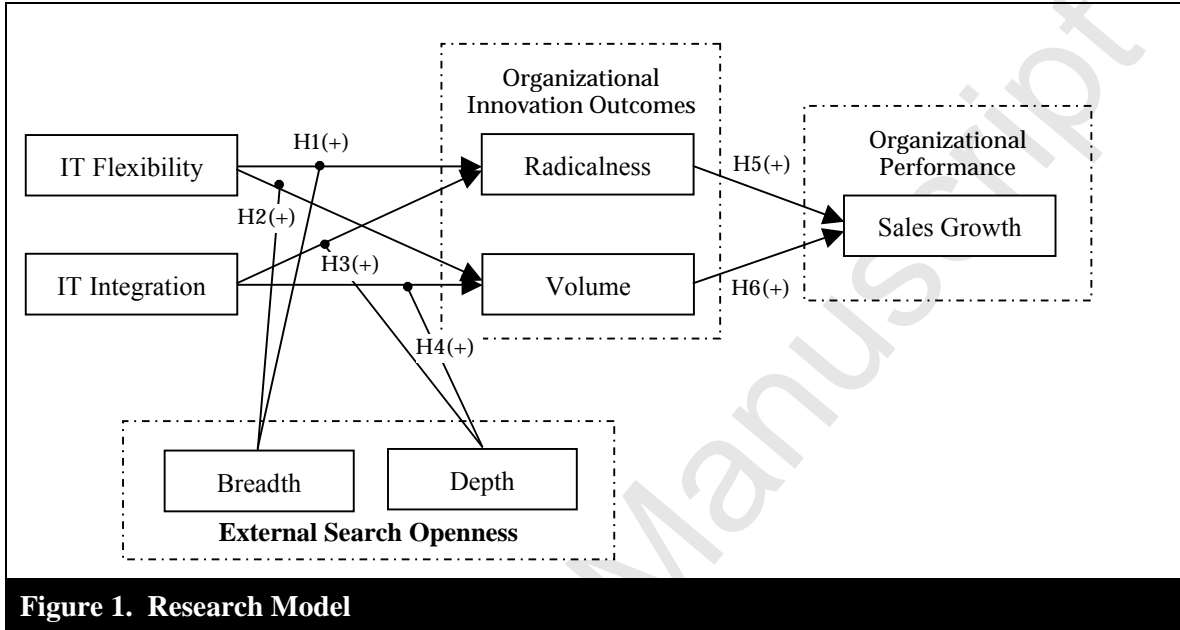 Organizational
Innovation Outcomes
Organizational
Performance
IT Flexibility
H1(+)
Radicalness
H5(+)
H2(+)
Sales Growth
IT Integration
H3(+)
Volume
H6(+)
H4(+)
Breadth
Depth
External Search Openness
Manuscript
Figure 1. Research Model